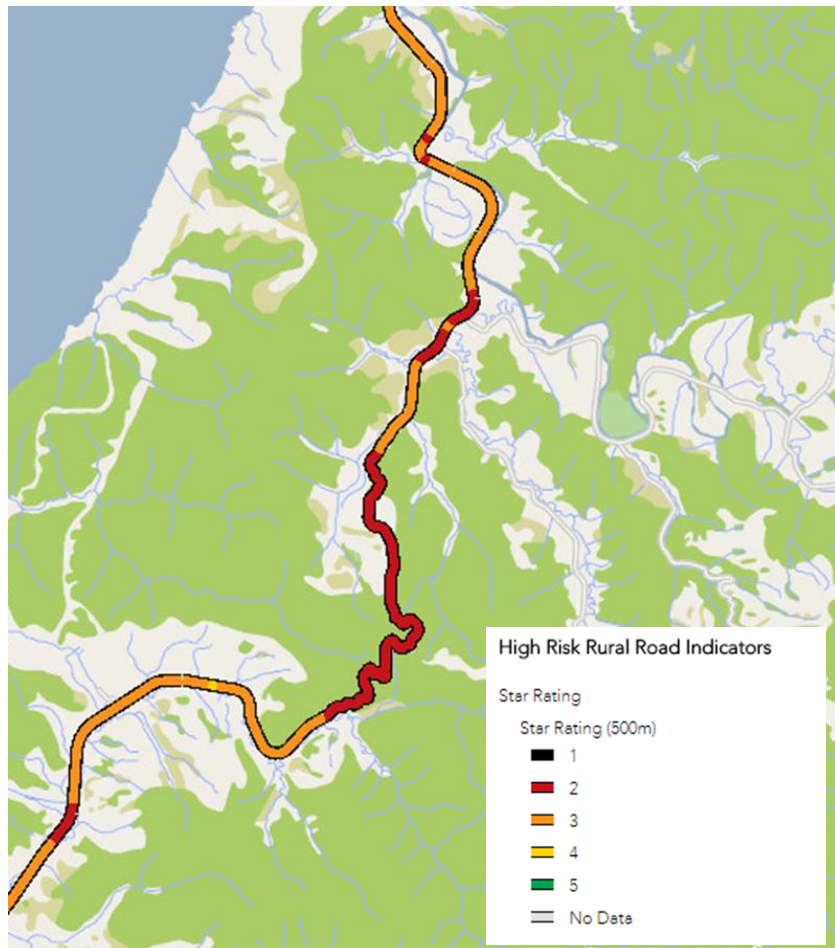 High Risk Rural Road Indicators
Star Rating
Star Rating (500m)
1
2
3
4
5
No Data